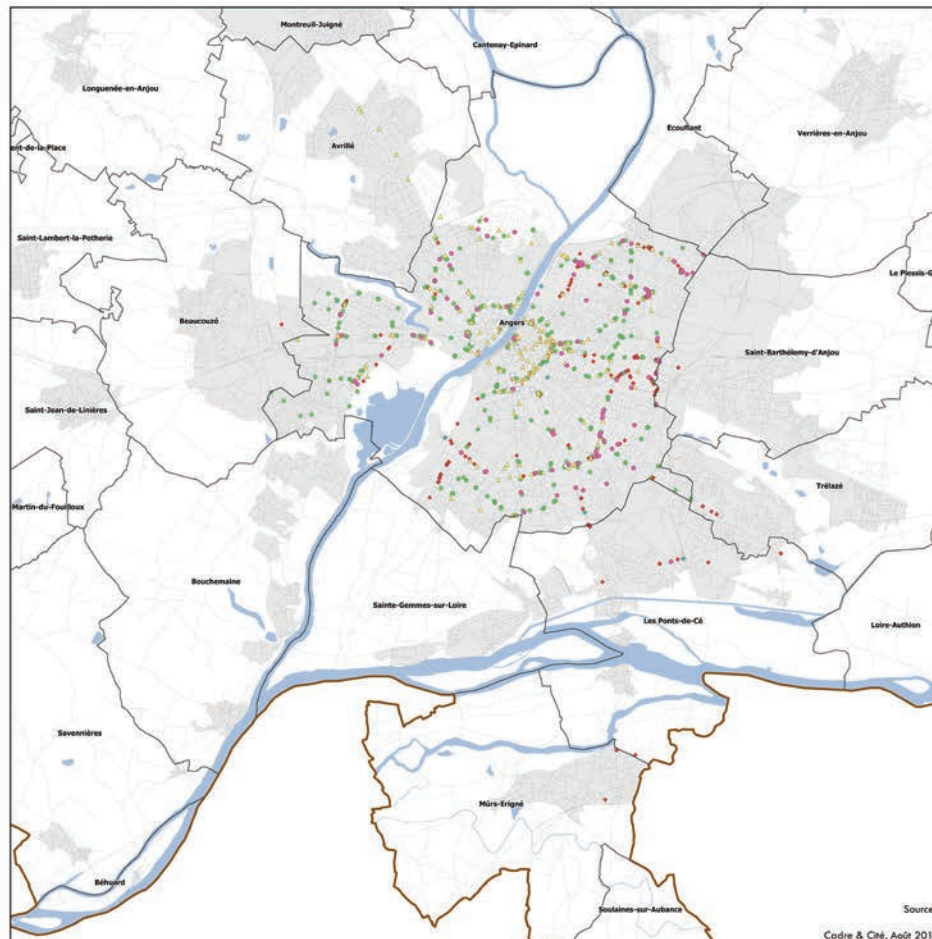 Montreuil-Juigné
Cantenay-Epinard
Longuenée-en-Anjou
Ecouflant
Verrières-en-Anjou
Avrillé
ent-de-la-Place
Saint-Lambert-la-Potherie
Le Plessis-G
Beaucouzé
Angers
Saint-Barthélemy-d'Anjou
Saint-Jean-de-Linières
Trélazé
Martin-du-Fouilloux
Bouchemaine
Sainte-Gemmes-sur-Loire
Les Ponts-de-Cé
Loire-Authion
Savennières
Mûrs-Erigné
Béhuard
Soulaines-sur-Aubance
Source
Cadre & Cité, Août 201